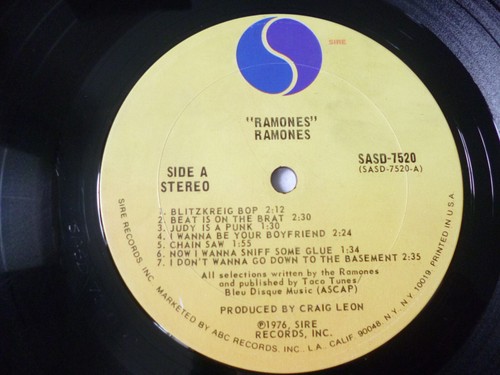 SIRE
"RAMONES"
RAMONES
SIDE A
STEREO
SASD-7520
(SASD-7520-A)
1. BLITZKREIG BOP 2:12
2. BEAT IS ON THE BRAT 2:30
3. JUDY IS A PUNK 1:30
4. I WANNA BE YOUR BOYFRIEND 2:24
5. CHAIN SAW 1:55
6. NOW I WANNA SNIFF SOME GLUE 1:34
7. I DON'T WANNA GO DOWN TO THE BASEMENT 2:35
All selections written by the Ramones
and published by Taco Tunes/
Bleu Disque Music (ASCAP)
PRODUCED BY CRAIG LEON
℗1976, SIRE
RECORDS, INC.
SIRE RECORDS, INC. MARKETED BY ABC RECORDS, INC. L.A. CALIF 90048, N.Y. N.Y. 10019 PRINTED IN U.S.A.